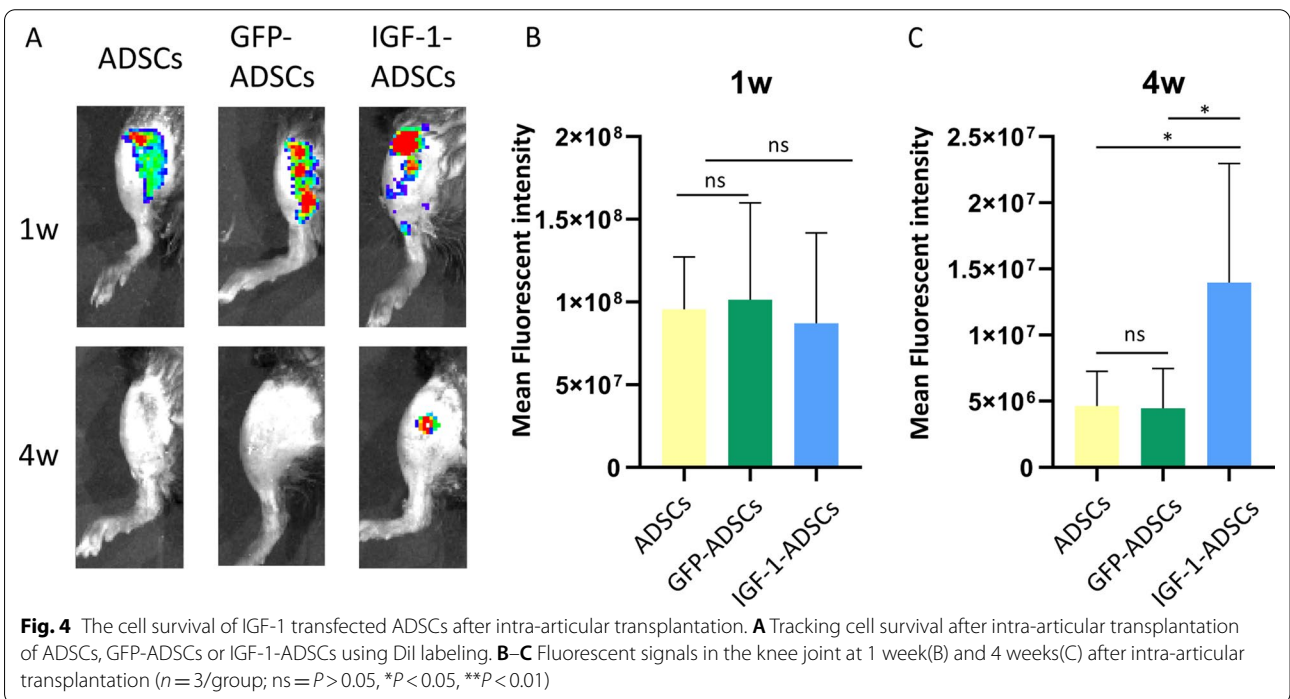 A
ADSCs
GFP-
ADSCs
IGF-1-
ADSCs
1w
4w
B
1w
Mean Fluorescent intensity
2×10⁸
1.5×10⁸
1×10⁸
5×10⁷
0
ns
ns
ADSCs
GFP-ADSCs
IGF-1-ADSCs
C
4w
Mean Fluorescent intensity
2.5×10⁷
2×10⁷
1.5×10⁷
1×10⁷
5×10⁶
0
*
*
ns
ADSCs
GFP-ADSCs
IGF-1-ADSCs
Fig. 4 The cell survival of IGF-1 transfected ADSCs after intra-articular transplantation. A Tracking cell survival after intra-articular transplantation
of ADSCs, GFP-ADSCs or IGF-1-ADSCs using DiI labeling. B–C Fluorescent signals in the knee joint at 1 week(B) and 4 weeks(C) after intra-articular
transplantation (n = 3/group; ns = P > 0.05, *P < 0.05, **P < 0.01)